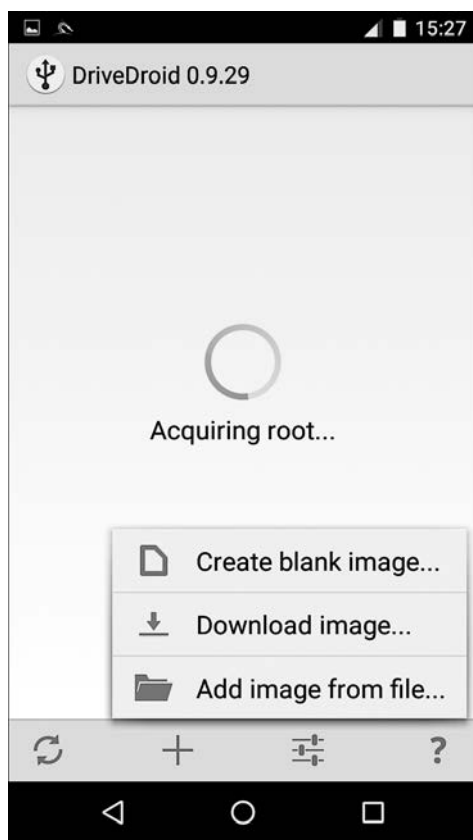 15:27
DriveDroid 0.9.29
Acquiring root...
Create blank image...
Download image...
Add image from file...
?